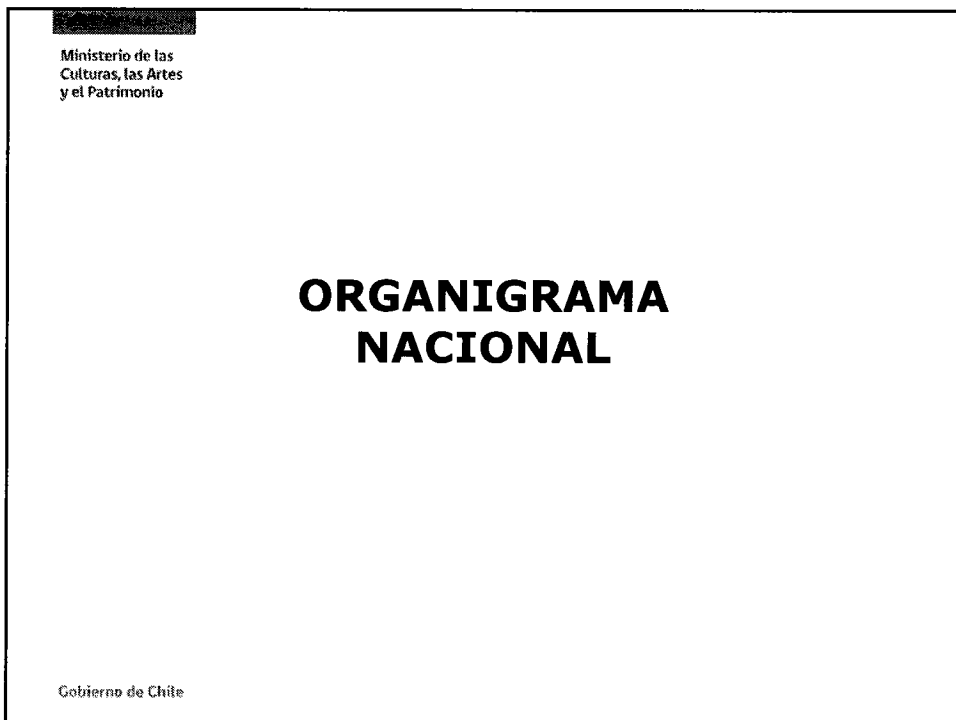 Ministerio de las
Culturas, las Artes
y el Patrimonio
ORGANIGRAMA
NACIONAL
Gobierno de Chile